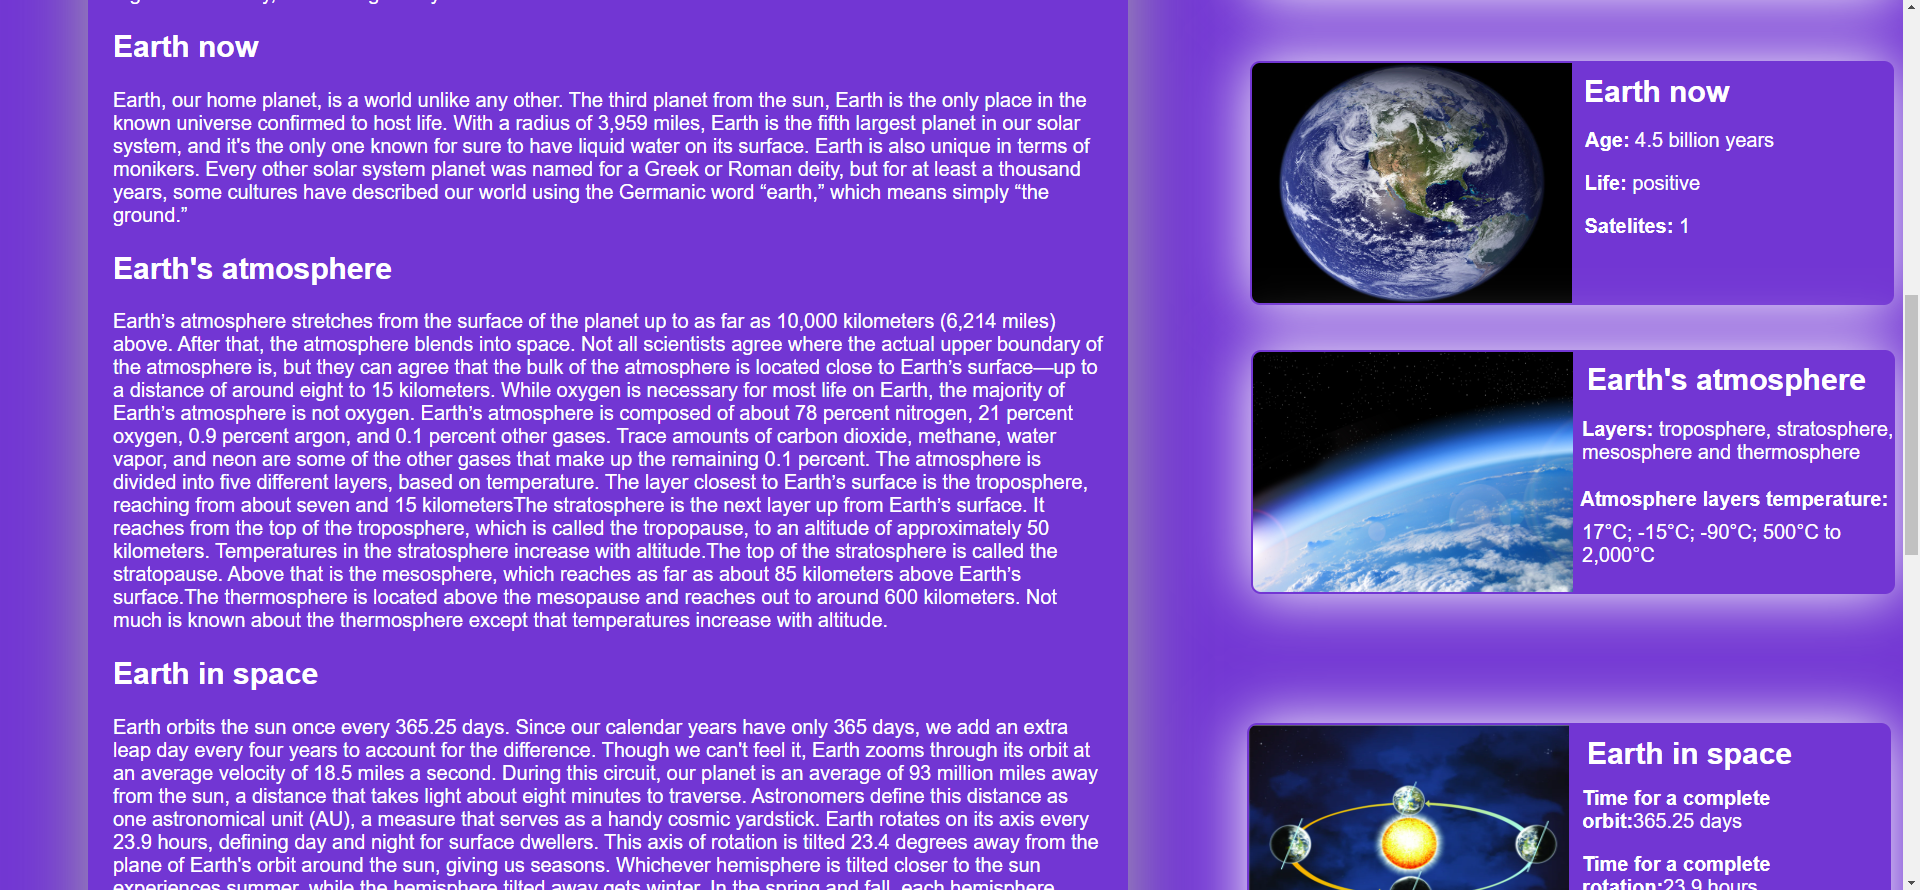 Earth now
Earth, our home planet, is a world unlike any other. The third planet from the sun, Earth is the only place in the
known universe confirmed to host life. With a radius of 3,959 miles, Earth is the fifth largest planet in our solar
system, and it's the only one known for sure to have liquid water on its surface. Earth is also unique in terms of
monikers. Every other solar system planet was named for a Greek or Roman deity, but for at least a thousand
years, some cultures have described our world using the Germanic word “earth,” which means simply “the
ground.”
Earth's atmosphere
Earth’s atmosphere stretches from the surface of the planet up to as far as 10,000 kilometers (6,214 miles)
above. After that, the atmosphere blends into space. Not all scientists agree where the actual upper boundary of
the atmosphere is, but they can agree that the bulk of the atmosphere is located close to Earth’s surface—up to
a distance of around eight to 15 kilometers. While oxygen is necessary for most life on Earth, the majority of
Earth’s atmosphere is not oxygen. Earth’s atmosphere is composed of about 78 percent nitrogen, 21 percent
oxygen, 0.9 percent argon, and 0.1 percent other gases. Trace amounts of carbon dioxide, methane, water
vapor, and neon are some of the other gases that make up the remaining 0.1 percent. The atmosphere is
divided into five different layers, based on temperature. The layer closest to Earth’s surface is the troposphere,
reaching from about seven and 15 kilometersThe stratosphere is the next layer up from Earth’s surface. It
reaches from the top of the troposphere, which is called the tropopause, to an altitude of approximately 50
kilometers. Temperatures in the stratosphere increase with altitude.The top of the stratosphere is called the
stratopause. Above that is the mesosphere, which reaches as far as about 85 kilometers above Earth’s
surface.The thermosphere is located above the mesopause and reaches out to around 600 kilometers. Not
much is known about the thermosphere except that temperatures increase with altitude.
Earth in space
Earth orbits the sun once every 365.25 days. Since our calendar years have only 365 days, we add an extra
leap day every four years to account for the difference. Though we can't feel it, Earth zooms through its orbit at
an average velocity of 18.5 miles a second. During this circuit, our planet is an average of 93 million miles away
from the sun, a distance that takes light about eight minutes to traverse. Astronomers define this distance as
one astronomical unit (AU), a measure that serves as a handy cosmic yardstick. Earth rotates on its axis every
23.9 hours, defining day and night for surface dwellers. This axis of rotation is tilted 23.4 degrees away from the
plane of Earth's orbit around the sun, giving us seasons. Whichever hemisphere is tilted closer to the sun
experiences summer, while the hemisphere tilted away gets winter. In the spring and fall, each hemisphere
Earth now
Age: 4.5 billion years
Life: positive
Satelites: 1
Earth's atmosphere
Layers: troposphere, stratosphere,
mesosphere and thermosphere
Atmosphere layers temperature:
17°C; -15°C; -90°C; 500°C to
2,000°C
Earth in space
Time for a complete
orbit:365.25 days
Time for a complete
rotation:23.9 hours